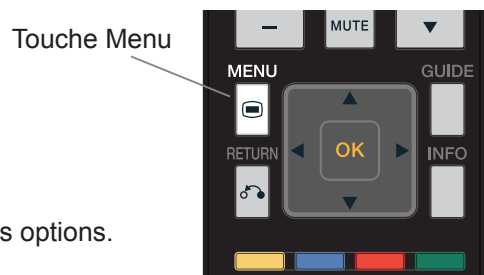 MUTE
Touche Menu
MENU
GUIDE
OK
RETURN
INFO
s options.